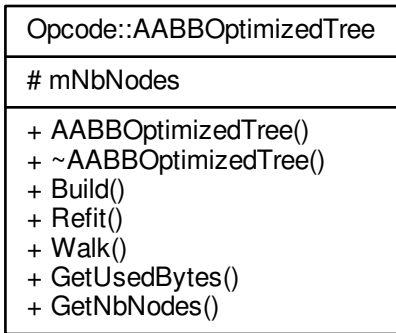 Opcode::AABBOptimizedTree
# mNbNodes
+ AABBOptimizedTree()
+ ~AABBOptimizedTree()
+ Build()
+ Refit()
+ Walk()
+ GetUsedBytes()
+ GetNbNodes()